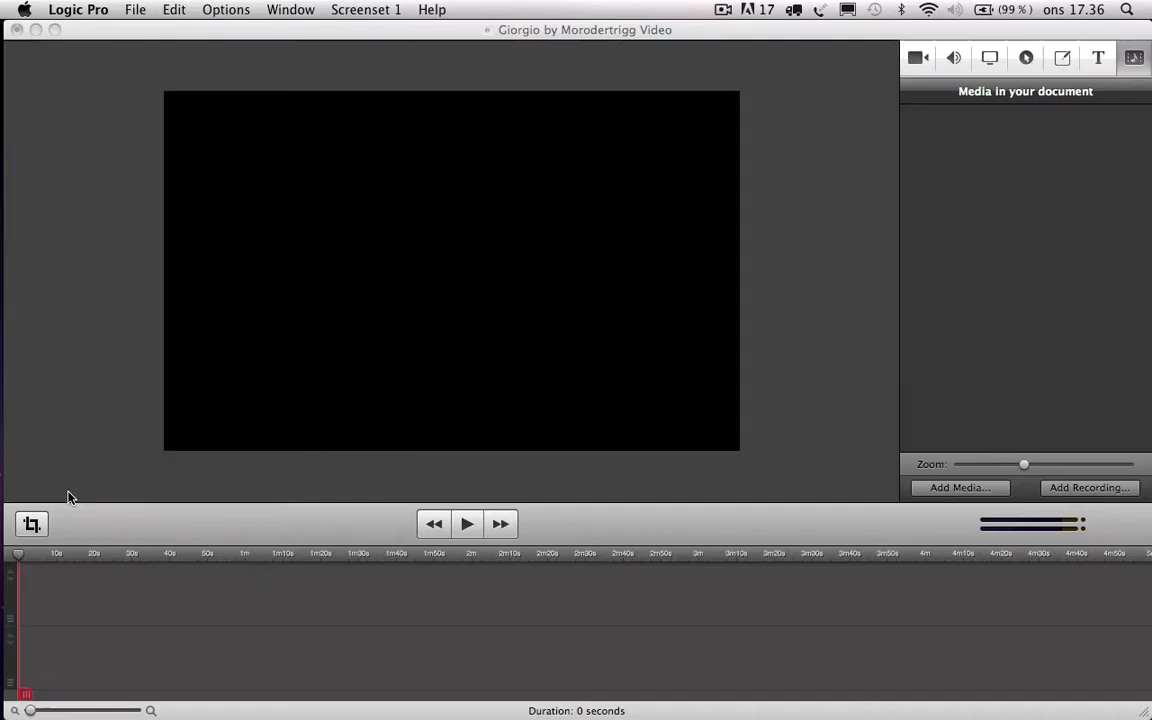 Logic Pro File Edit Options Window Screenset 1 Help 17 (99 %) ons 17.36
Giorgio by Morodertrigg Video
T
Media in your document
Zoom:
Add Media... Add Recording...
10s 20s 30s 40s 50s 1m 1m10s 1m20s 1m30s 1m40s 1m50s 2m 2m10s 2m20s 2m30s 2m40s 2m50s 3m 3m10s 3m20s 3m30s 3m40s 3m50s 4m 4m10s 4m20s 4m30s 4m40s 4m50s
Duration: 0 seconds